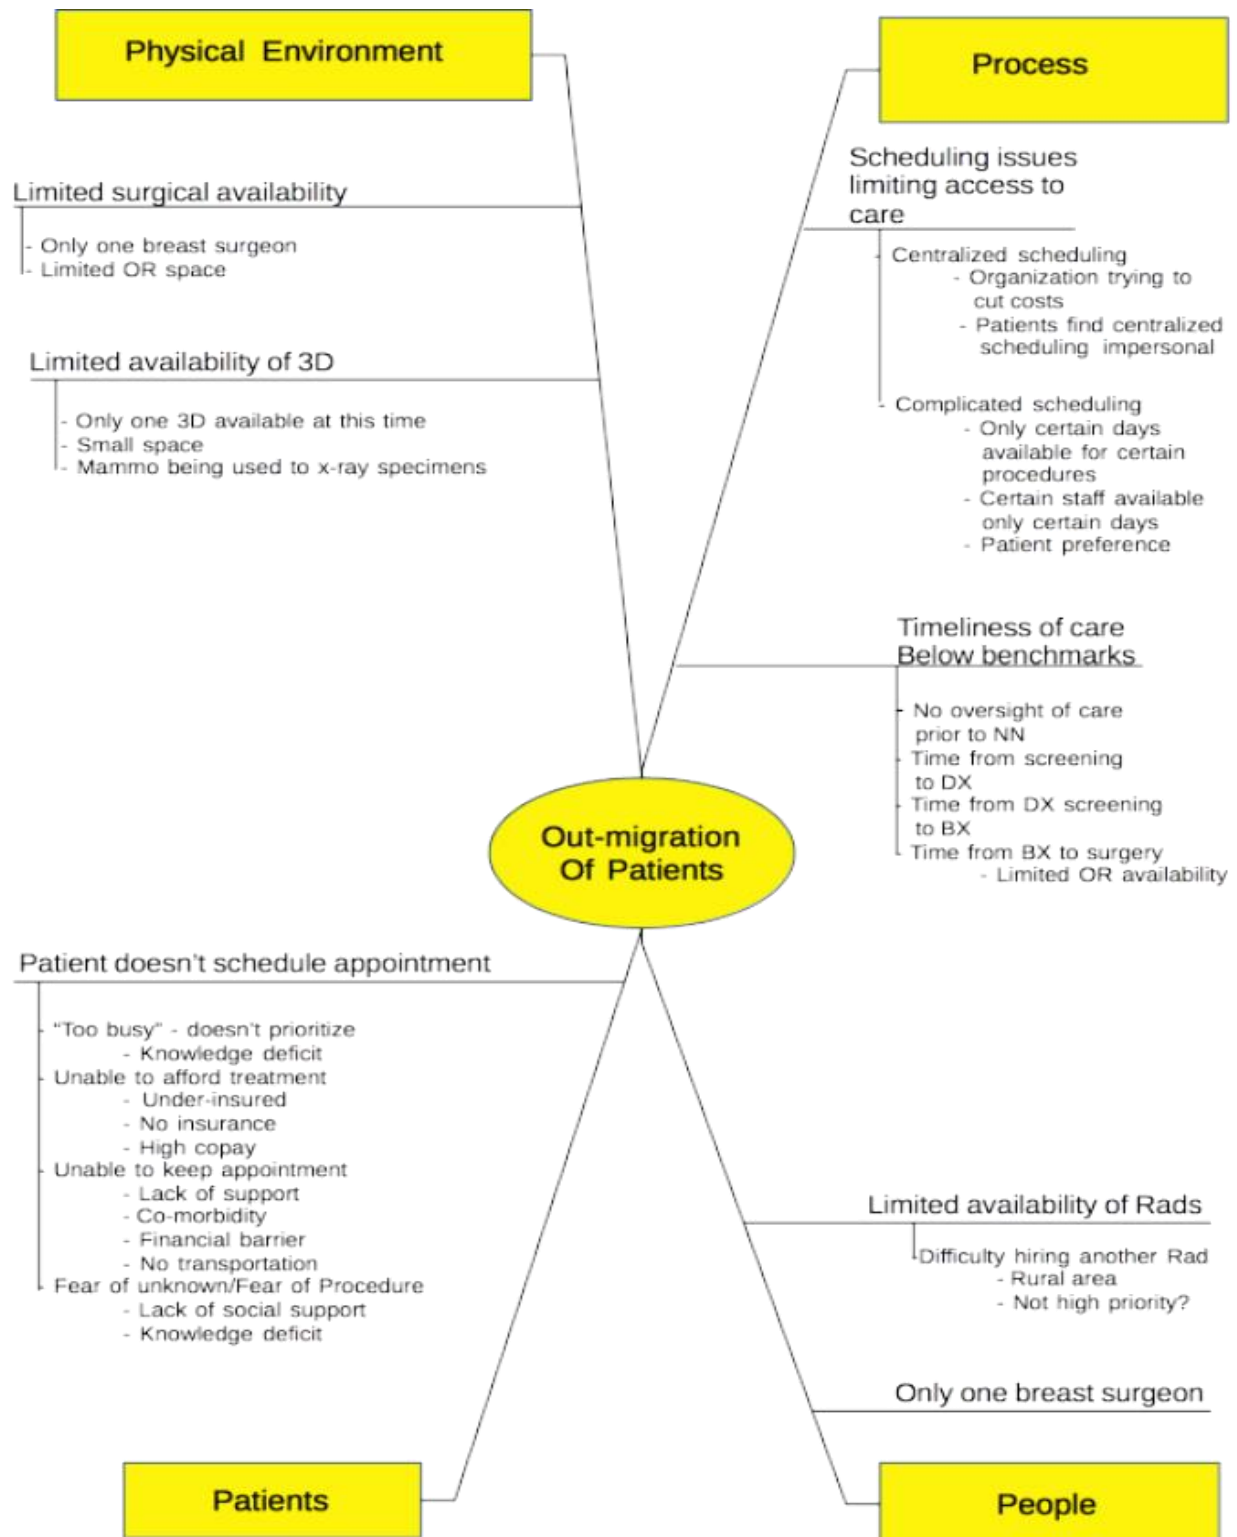 Physical Environment
Limited surgical availability
- Only one breast surgeon
- Limited OR space
Limited availability of 3D
- Only one 3D available at this time
- Small space
- Mammo being used to x-ray specimens
Process
Scheduling issues
limiting access to
care
- Centralized scheduling
- Organization trying to
cut costs
- Patients find centralized
scheduling impersonal
- Complicated scheduling
- Only certain days
available for certain
procedures
- Certain staff available
only certain days
- Patient preference
Timeliness of care
Below benchmarks
- No oversight of care
prior to NN
- Time from screening
to DX
- Time from DX screening
to BX
- Time from BX to surgery
- Limited OR availability
Out-migration
Of Patients
Patient doesn't schedule appointment
- "Too busy" - doesn't prioritize
- Knowledge deficit
- Unable to afford treatment
- Under-insured
- No insurance
- High copay
- Unable to keep appointment
- Lack of support
- Co-morbidity
- Financial barrier
- No transportation
- Fear of unknown/Fear of Procedure
- Lack of social support
- Knowledge deficit
Patients
Limited availability of Rads
- Difficulty hiring another Rad
- Rural area
- Not high priority?
Only one breast surgeon
People